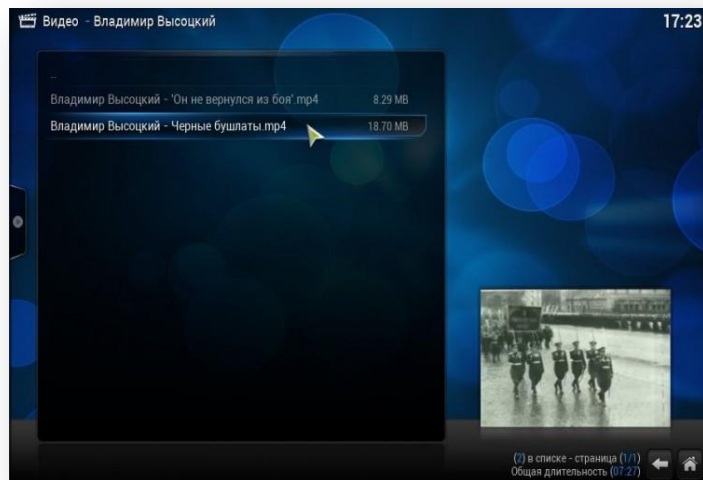 Видео - Владимир Высоцкий
17:23
..
Владимир Высоцкий - 'Он не вернулся из боя'.mp4 8.29 MB
Владимир Высоцкий - Черные бушлаты.mp4 18.70 MB
(2) в списке - страница (1/1)
Общая длительность (07:27)